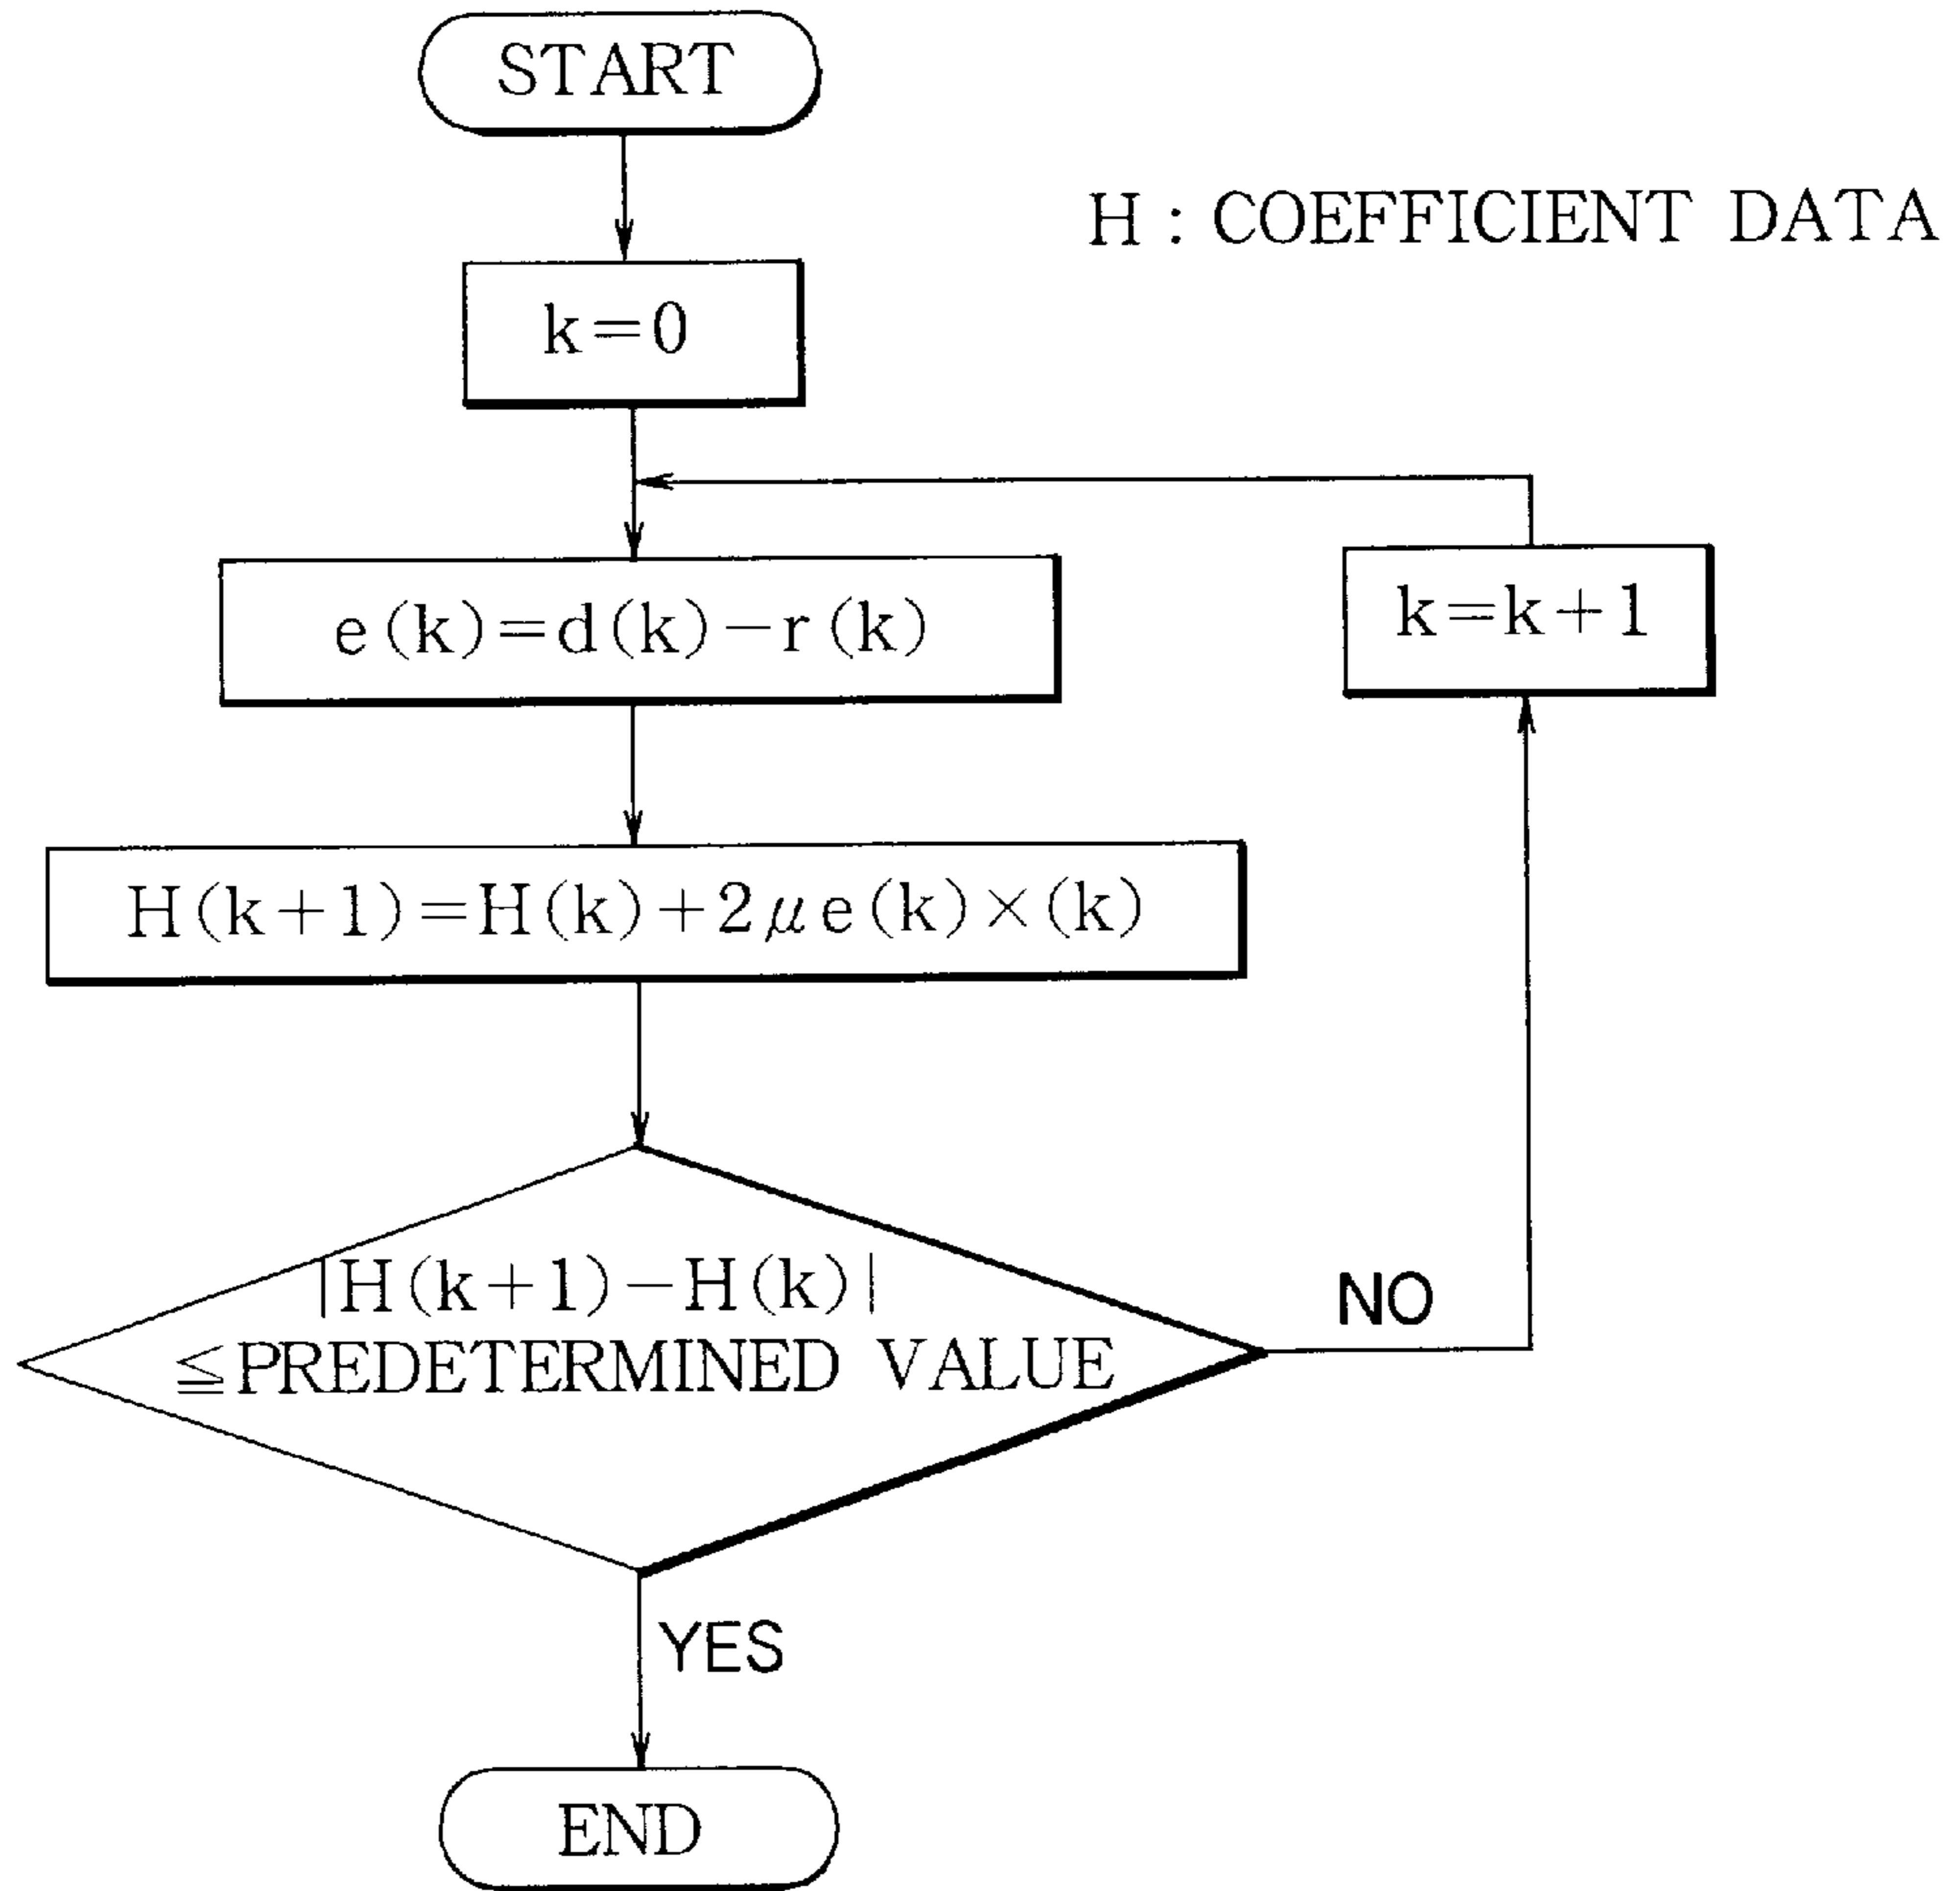 START
H : COEFFICIENT DATA
k=0
e(k)=d(k)-r(k)
k=k+1
H(k+1)=H(k)+2μe(k)×(k)
|H(k+1)-H(k)|
≦PREDETERMINED VALUE
NO
YES
END